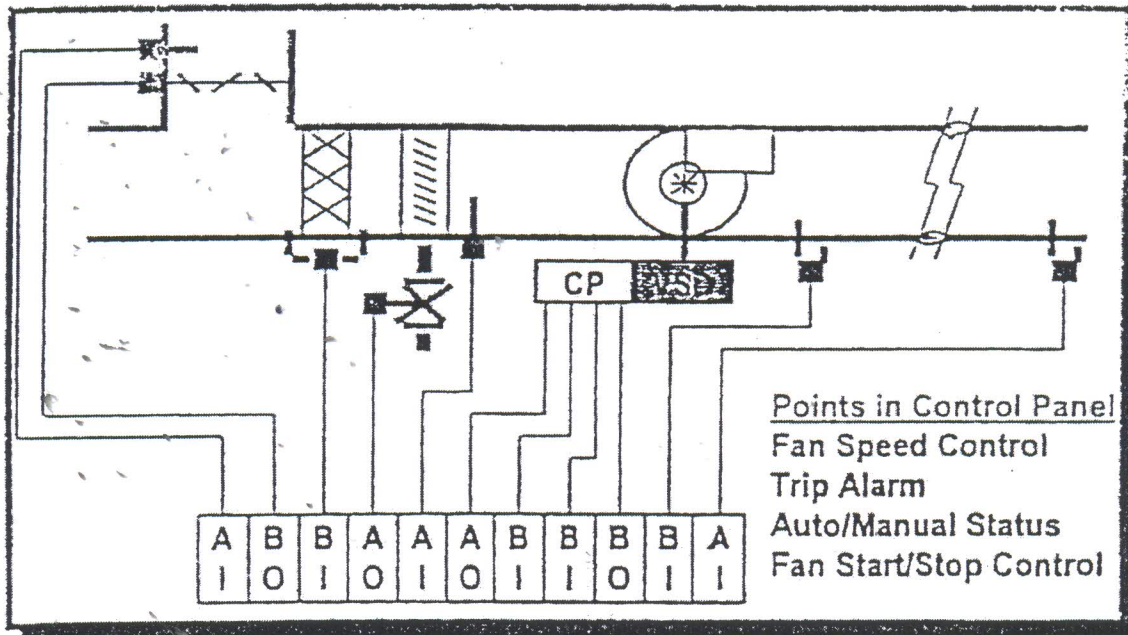 CP VSD
Points in Control Panel
Fan Speed Control
Trip Alarm
Auto/Manual Status
Fan Start/Stop Control
A B B A A A B B B B A
I O I O I O I I O I I